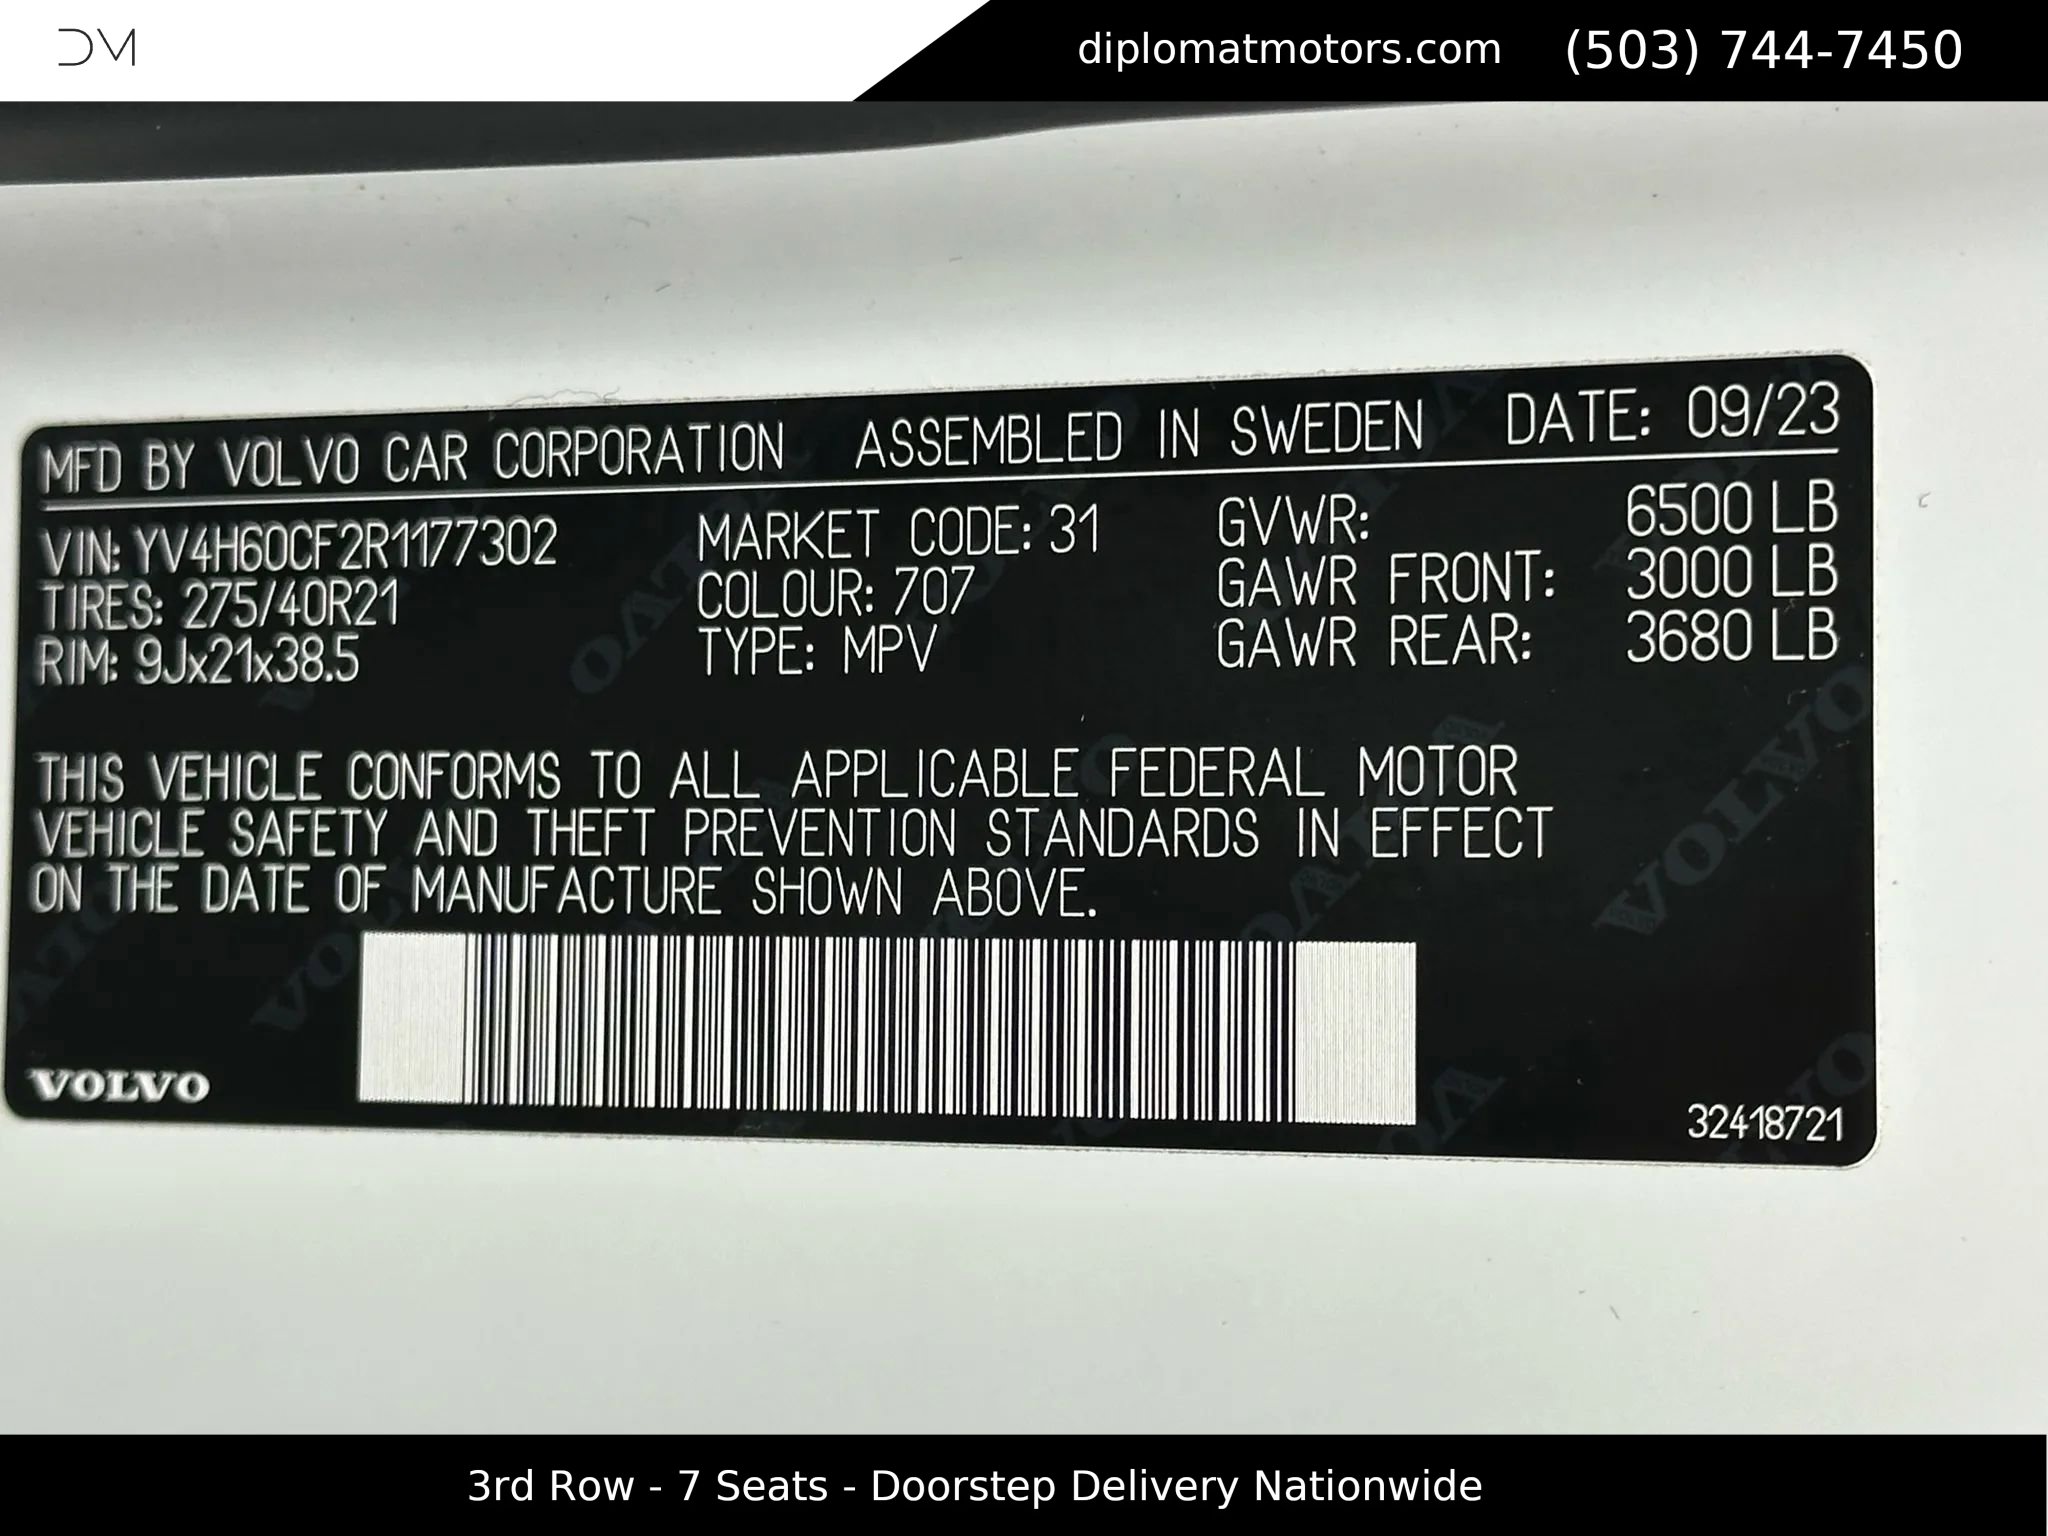 DM
diplomatmotors.com (503) 744-7450
MFD BY VOLVO CAR CORPORATION ASSEMBLED IN SWEDEN DATE: 09/23
VIN: YV4H60CF2R1177302 MARKET CODE: 31 GVWR: 6500 LB
TIRES: 275/40R21 COLOUR: 707 GAWR FRONT: 3000 LB
RIM: 9Jx21x38.5 TYPE: MPV GAWR REAR: 3680 LB
THIS VEHICLE CONFORMS TO ALL APPLICABLE FEDERAL MOTOR
VEHICLE SAFETY AND THEFT PREVENTION STANDARDS IN EFFECT
ON THE DATE OF MANUFACTURE SHOWN ABOVE.
VOLVO
32418721
3rd Row - 7 Seats - Doorstep Delivery Nationwide